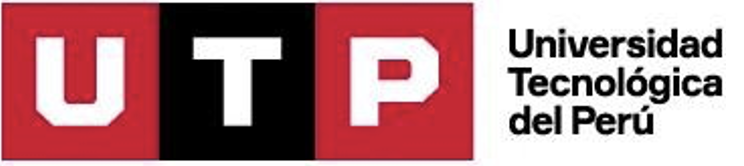 UTP
Universidad
Tecnológica
del Perú